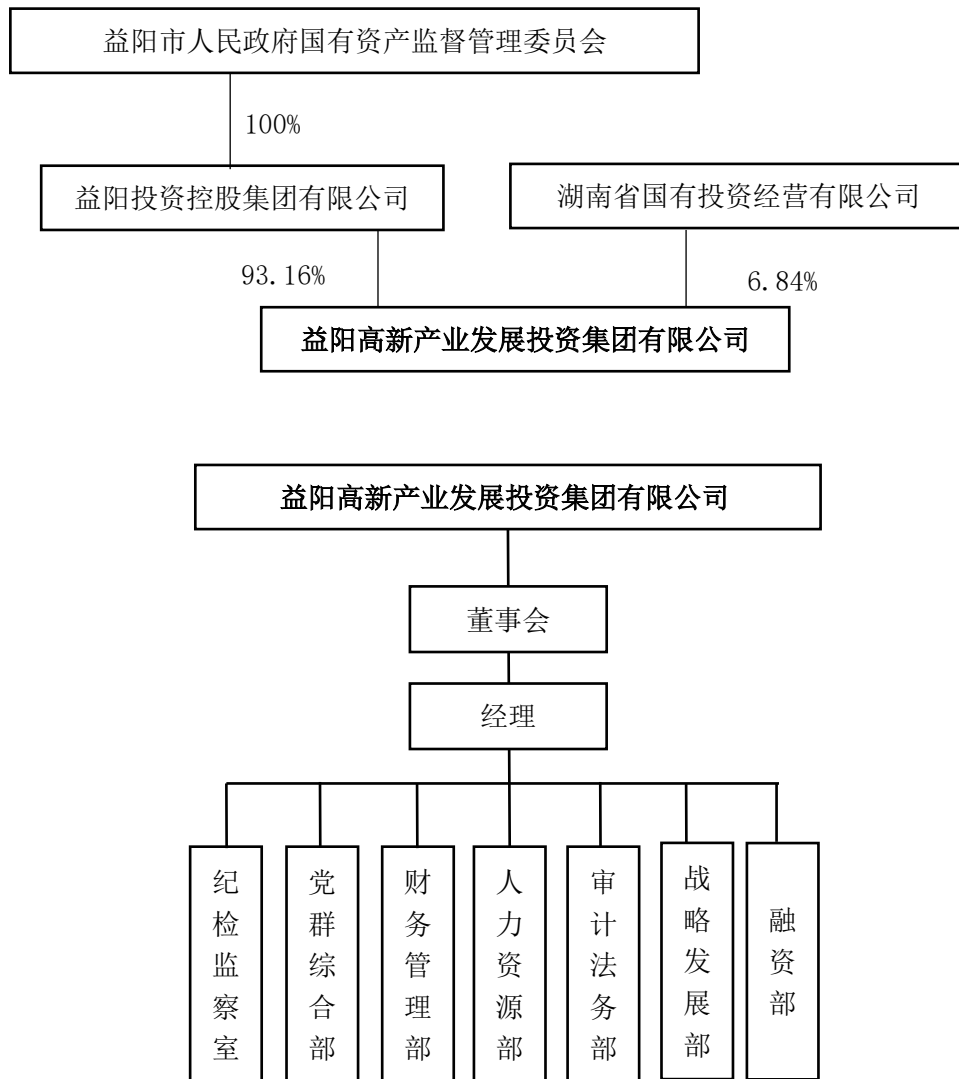 益阳市人民政府国有资产监督管理委员会
100%
益阳投资控股集团有限公司
湖南省国有投资经营有限公司
93.16%
6.84%
益阳高新产业发展投资集团有限公司
益阳高新产业发展投资集团有限公司
董事会
经理
纪检监察室
党群综合部
财务管理部
人力资源部
审计法务部
战略发展部
融资部